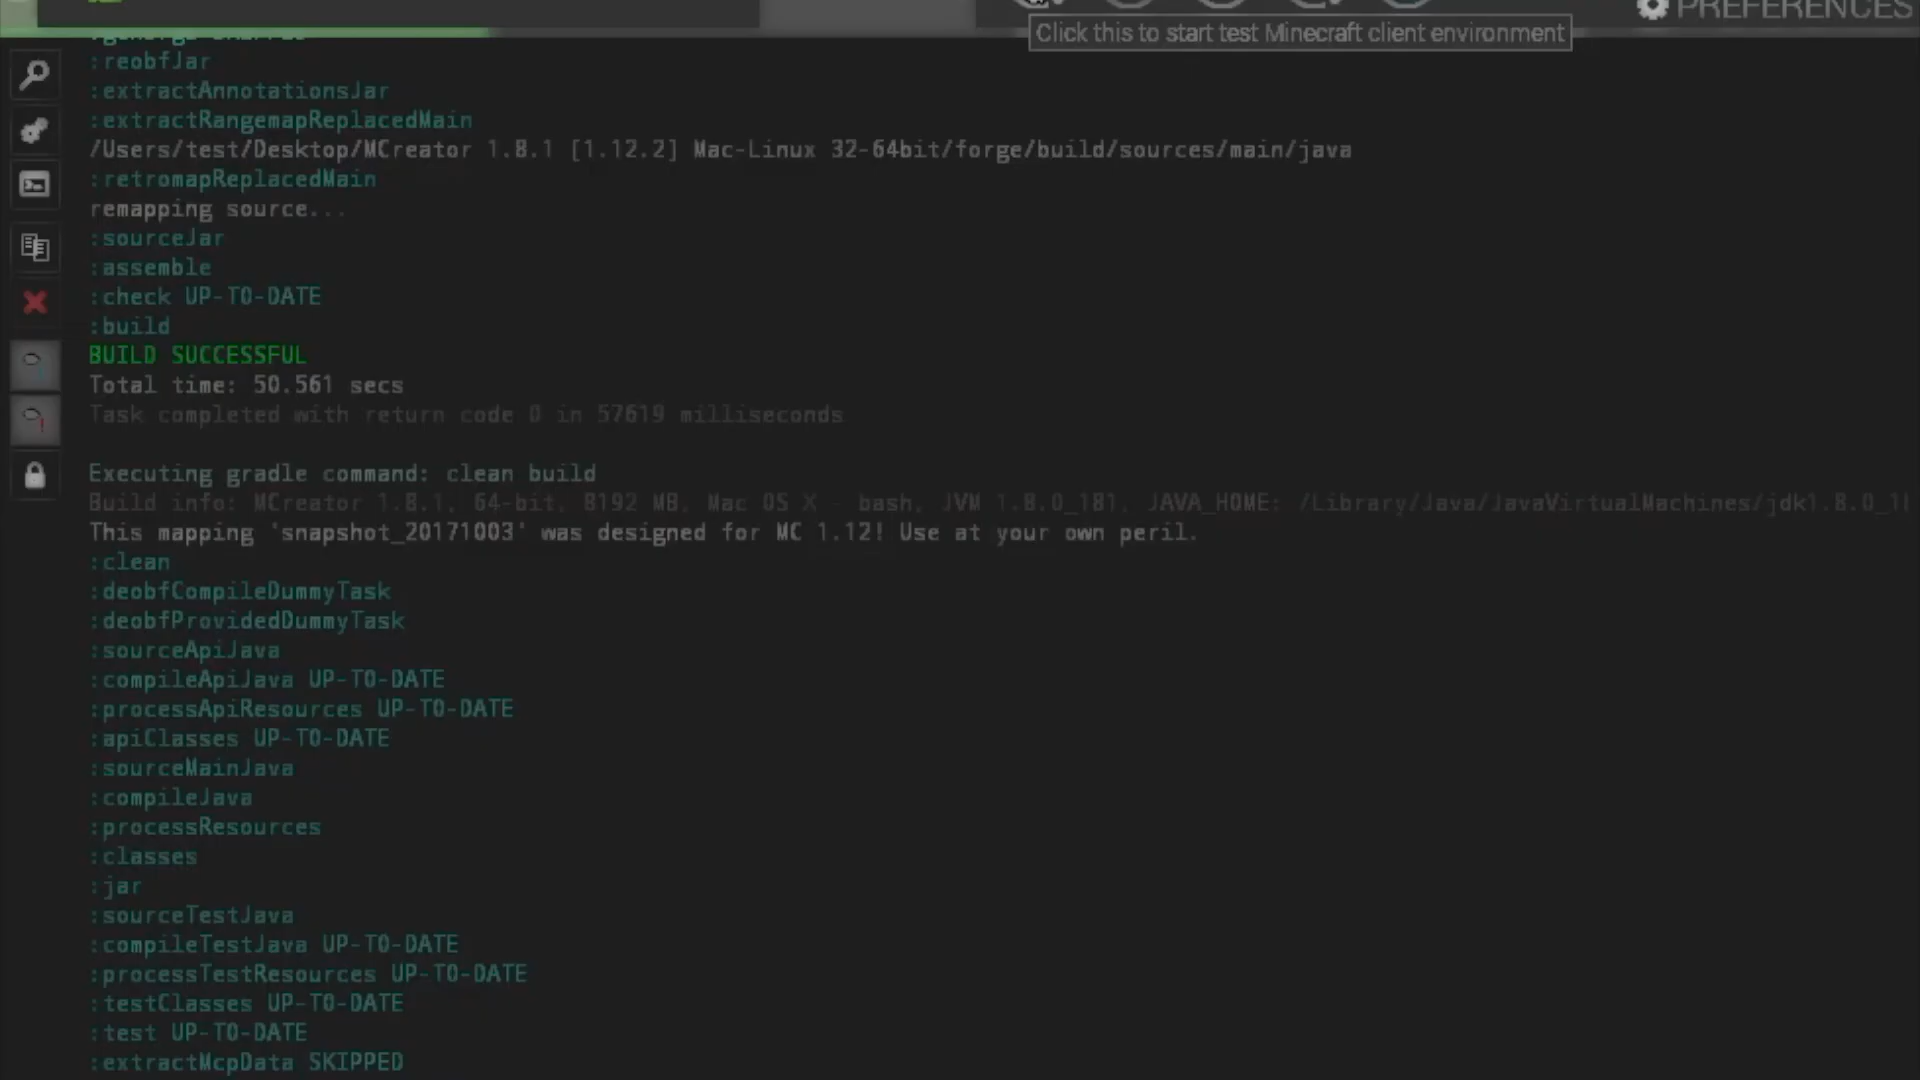 PREFERENCES
Click this to start test Minecraft client environment
:reobfJar
:extractAnnotationsJar
:extractRangemapReplacedMain
/Users/test/Desktop/MCreator 1.8.1 [1.12.2] Mac-Linux 32-64bit/forge/build/sources/main/java
:retromapReplacedMain
remapping source...
:sourceJar
:assemble
:check UP-TO-DATE
:build
BUILD SUCCESSFUL
Total time: 50.561 secs
Task completed with return code 0 in 57619 milliseconds
Executing gradle command: clean build
Build info: MCreator 1.8.1, 64-bit, 8192 MB, Mac OS X - bash, JVM 1.8.0_181, JAVA_HOME: /Library/Java/JavaVirtualMachines/jdk1.8.0_1
This mapping 'snapshot_20171003' was designed for MC 1.12! Use at your own peril.
:clean
:deobfCompileDummyTask
:deobfProvidedDummyTask
:sourceApiJava
:compileApiJava UP-TO-DATE
:processApiResources UP-TO-DATE
:apiClasses UP-TO-DATE
:sourceMainJava
:compileJava
:processResources
:classes
:jar
:sourceTestJava
:compileTestJava UP-TO-DATE
:processTestResources UP-TO-DATE
:testClasses UP-TO-DATE
:test UP-TO-DATE
:extractMcpData SKIPPED